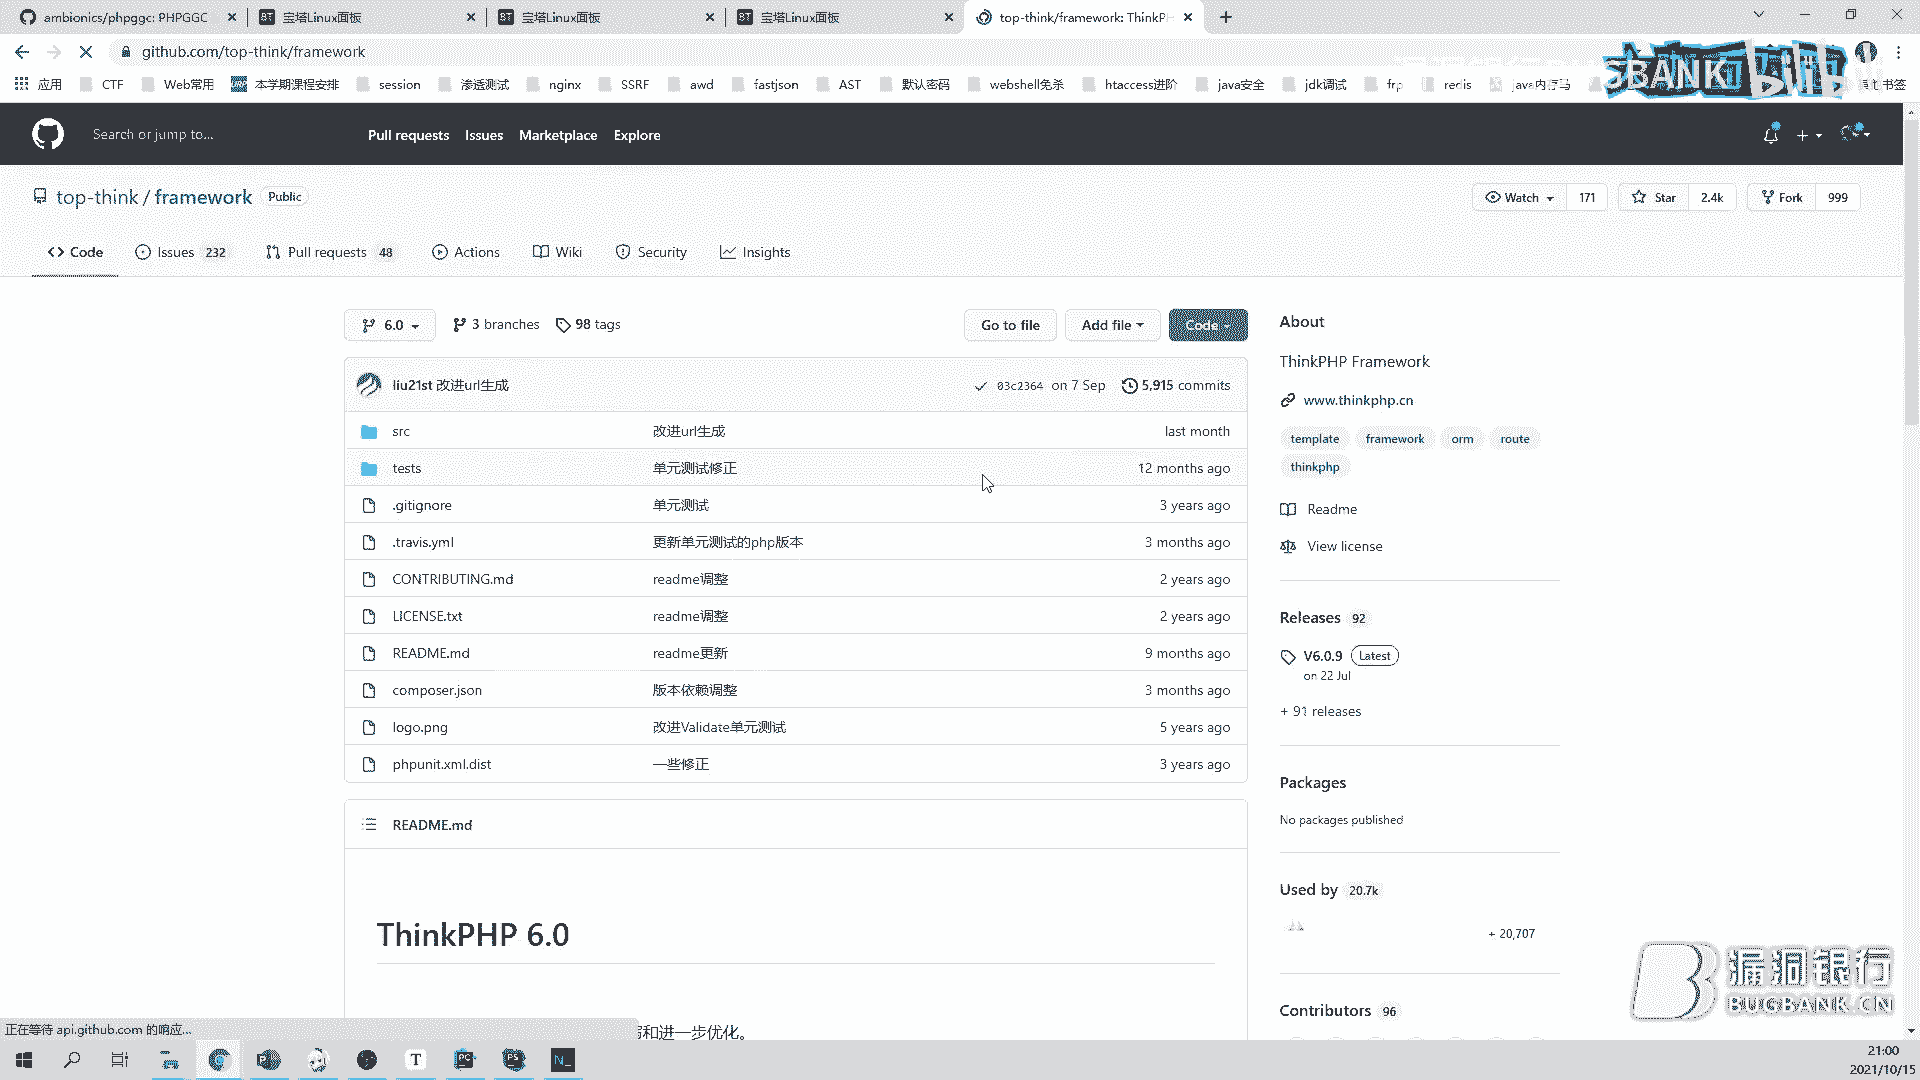 ambionics/phpggc: PHPGGC
宝塔Linux面板
宝塔Linux面板
宝塔Linux面板
top-think/framework: ThinkPH
github.com/top-think/framework
应用 CTF Web常用 本学期课程安排 session 渗透测试 nginx SSRF awd fastjson AST 默认密码 webshell免杀 htaccess进阶 java安全 jdk调试 frp redis java内存马 书签
Search or jump to...
Pull requests Issues Marketplace Explore
top-think / framework Public
Watch 171 Star 2.4k Fork 999
Code Issues 232 Pull requests 48 Actions Wiki Security Insights
6.0 3 branches 98 tags Go to file Add file Code
liu21st 改进url生成 03c2364 on 7 Sep 5,915 commits
src 改进url生成 last month
tests 单元测试修正 12 months ago
.gitignore 单元测试 3 years ago
.travis.yml 更新单元测试的php版本 3 months ago
CONTRIBUTING.md readme调整 2 years ago
LICENSE.txt readme调整 2 years ago
README.md readme更新 9 months ago
composer.json 版本依赖调整 3 months ago
logo.png 改进Validate单元测试 5 years ago
phpunit.xml.dist 一些修正 3 years ago
README.md
ThinkPHP 6.0
和进一步优化。
About
ThinkPHP Framework
www.thinkphp.cn
template framework orm route
thinkphp
Readme
View license
Releases 92
V6.0.9 Latest
on 22 Jul
+ 91 releases
Packages
No packages published
Used by 20.7k
+ 20,707
Contributors 96
漏洞银行
BUGBANK.CN
正在等待 api.github.com 的响应...
21:00
2021/10/15